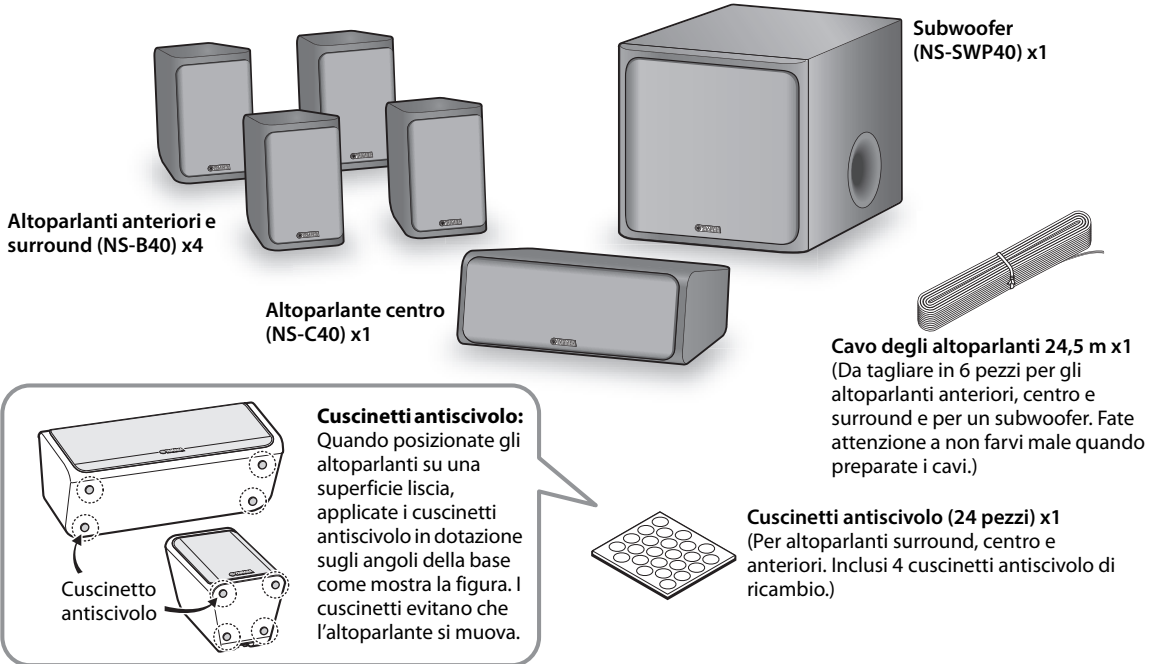 Subwoofer
(NS-SWP40) x1
Altoparlanti anteriori e
surround (NS-B40) x4
Altoparlante centro
(NS-C40) x1
Cavo degli altoparlanti 24,5 m x1
(Da tagliare in 6 pezzi per gli
altoparlanti anteriori, centro e
surround e per un subwoofer. Fate
attenzione a non farvi male quando
preparate i cavi.)
Cuscinetti antiscivolo:
Quando posizionate gli
altoparlanti su una
superficie liscia,
applicate i cuscinetti
antiscivolo in dotazione
sugli angoli della base
come mostra la figura. I
cuscinetti evitano che
l'altoparlante si muova.
Cuscinetto
antiscivolo
Cuscinetti antiscivolo (24 pezzi) x1
(Per altoparlanti surround, centro e
anteriori. Inclusi 4 cuscinetti antiscivolo di
ricambio.)